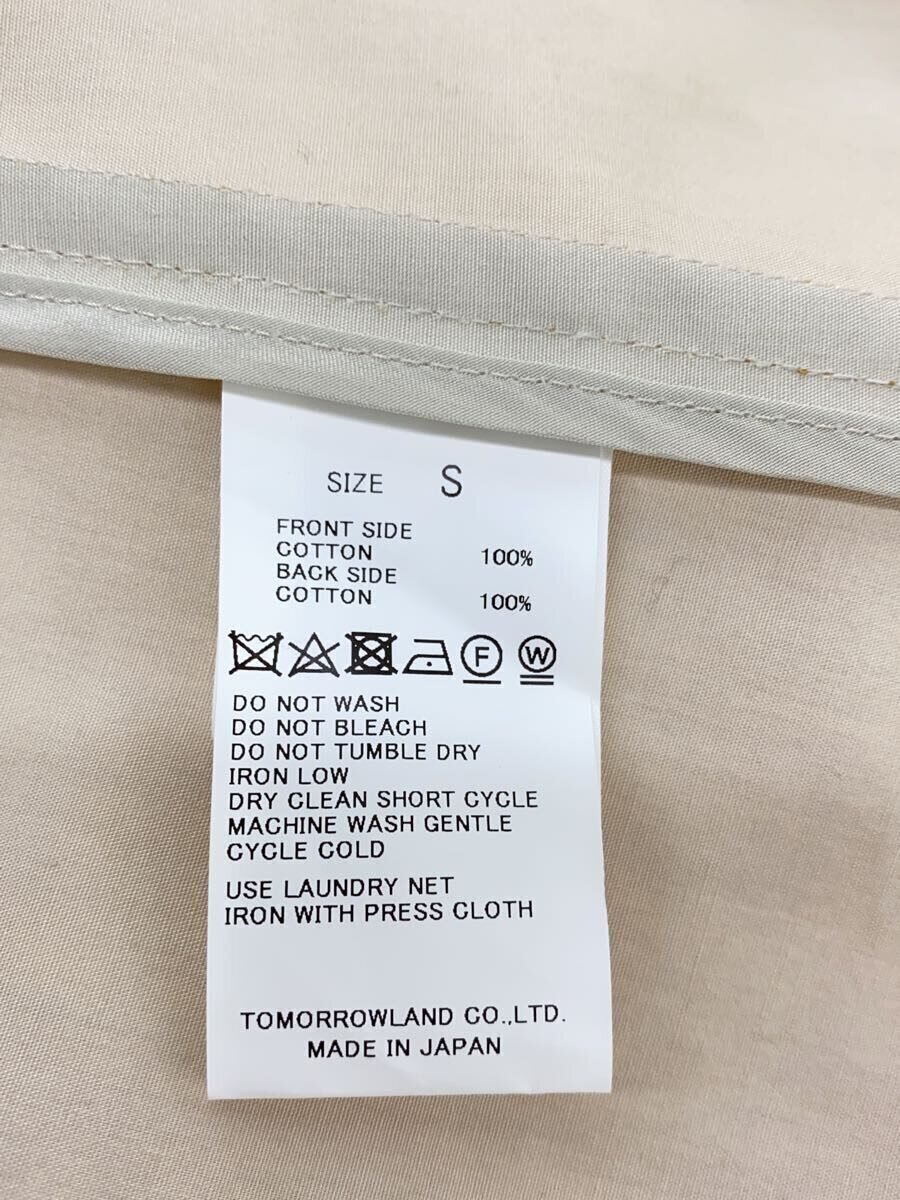 SIZE S
FRONT SIDE
COTTON 100%
BACK SIDE
COTTON 100%
F W
DO NOT WASH
DO NOT BLEACH
DO NOT TUMBLE DRY
IRON LOW
DRY CLEAN SHORT CYCLE
MACHINE WASH GENTLE
CYCLE COLD
USE LAUNDRY NET
IRON WITH PRESS CLOTH
TOMORROWLAND CO.,LTD.
MADE IN JAPAN